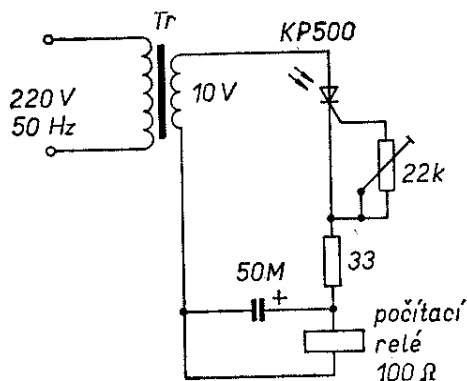 Tr
KP500
220 V
50 Hz
10 V
22k
33
50M
+
počítací
relé
100 Ω